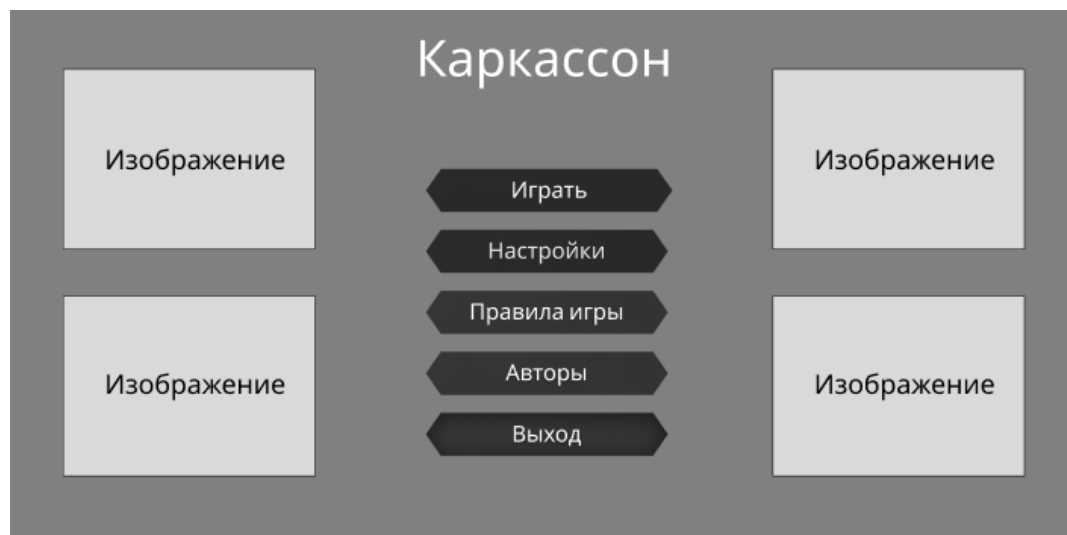 Каркассон
Изображение
Изображение
Играть
Настройки
Правила игры
Авторы
Выход
Изображение
Изображение